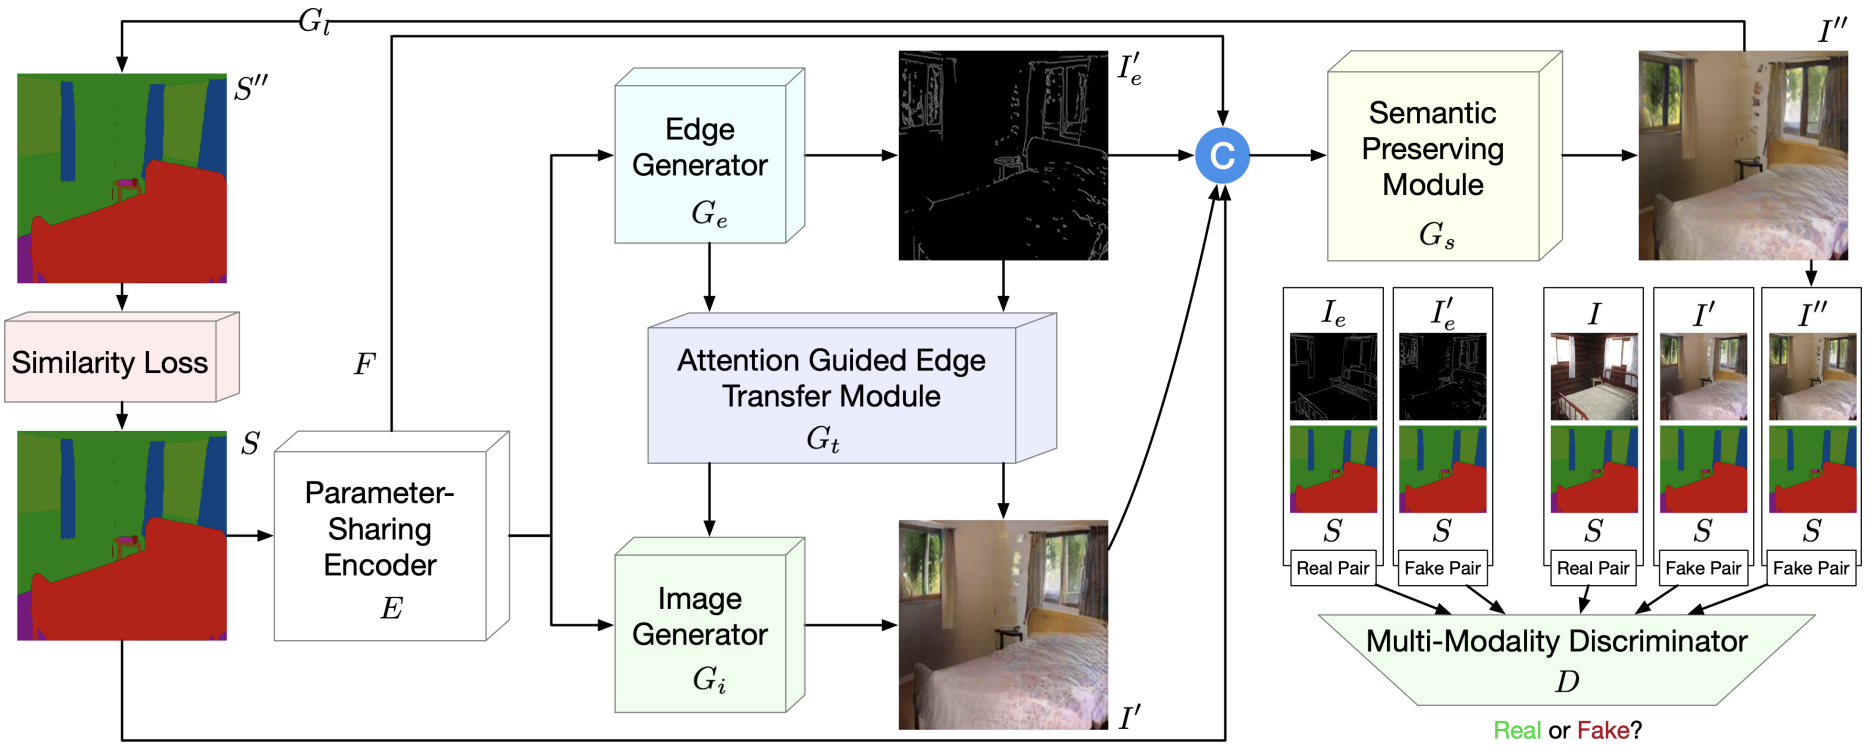 G_l
I''
S''
Edge
Generator
G_e
I'_e
C
Semantic
Preserving
Module
G_s
Similarity Loss
F
Attention Guided Edge
Transfer Module
G_t
S
Parameter-
Sharing
Encoder
E
Image
Generator
G_i
I'
I_e I'_e I I' I''
S S S S S
Real Pair Fake Pair Real Pair Fake Pair Fake Pair
Multi-Modality Discriminator
D
Real or Fake?